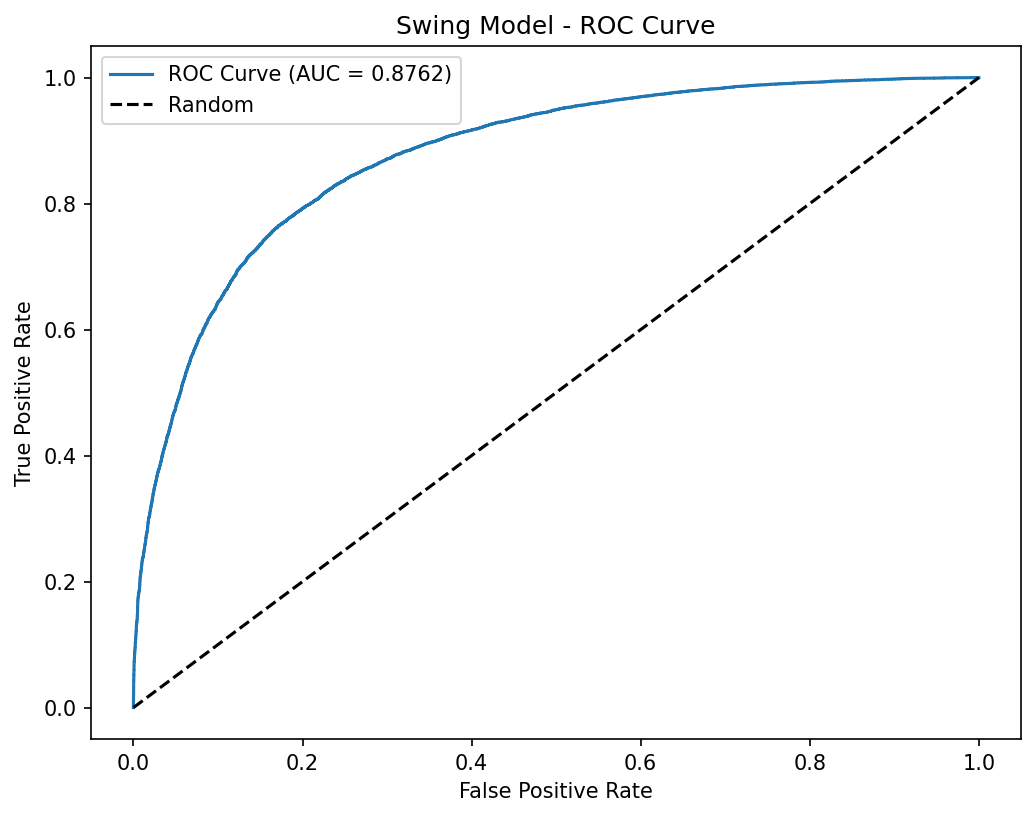 Swing Model - ROC Curve
ROC Curve (AUC = 0.8762)
Random
True Positive Rate
1.0
0.8
0.6
0.4
0.2
0.0
0.0 0.2 0.4 0.6 0.8 1.0
False Positive Rate